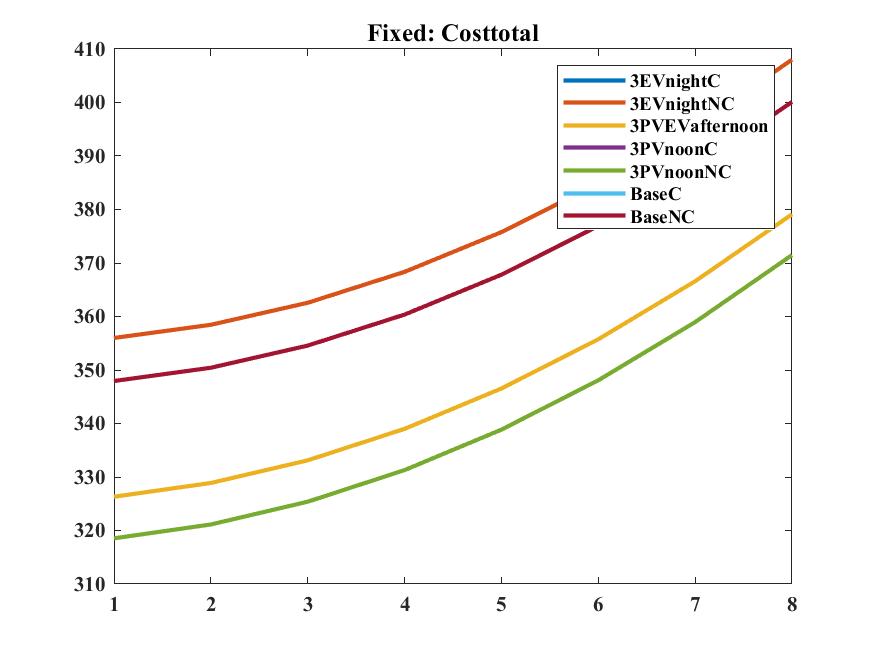 Fixed: Costtotal
410
400
390
380
370
360
350
340
330
320
310
3EVnightC
3EVnightNC
3PVEVafternoon
3PVnoonC
3PVnoonNC
BaseC
BaseNC
1 2 3 4 5 6 7 8